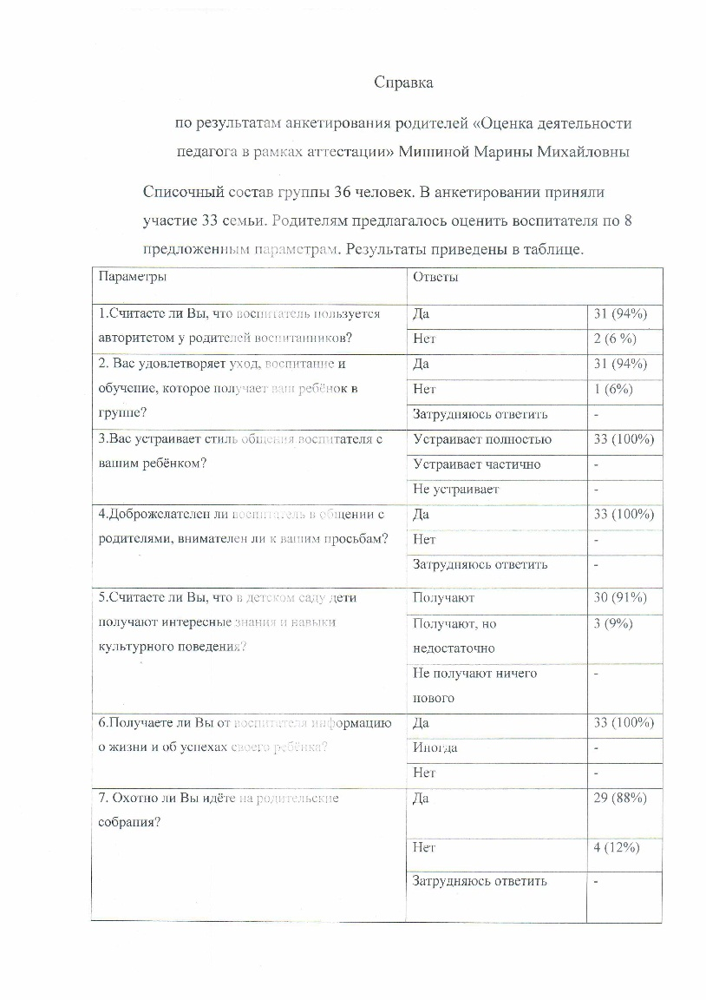 Справка
по результатам анкетирования родителей «Оценка деятельности
педагога в рамках аттестации» Мишиной Марины Михайловны
Списочный состав группы 36 человек. В анкетировании приняли
участие 33 семьи. Родителям предлагалось оценить воспитателя по 8
предложенным параметрам. Результаты приведены в таблице.
Параметры Ответы
1.Считаете ли Вы, что воспитатель пользуется
авторитетом у родителей воспитанников?
Да 31 (94%)
Нет 2 (6 %)
2. Вас удовлетворяет уход, воспитание и
обучение, которое получает ваш ребёнок в
группе?
Да 31 (94%)
Нет 1 (6%)
Затрудняюсь ответить -
3.Вас устраивает стиль общения воспитателя с
вашим ребёнком?
Устраивает полностью 33 (100%)
Устраивает частично -
Не устраивает -
4.Доброжелателен ли воспитатель в общении с
родителями, внимателен ли к вашим просьбам?
Да 33 (100%)
Нет -
Затрудняюсь ответить -
5.Считаете ли Вы, что в детском саду дети
получают интересные знания и навыки
культурного поведения?
Получают 30 (91%)
Получают, но
недостаточно
3 (9%)
Не получают ничего
нового
-
6.Получаете ли Вы от воспитателя информацию
о жизни и об успехах своего ребёнка?
Да 33 (100%)
Иногда -
Нет -
7. Охотно ли Вы идёте на родительские
собрания?
Да 29 (88%)
Нет 4 (12%)
Затрудняюсь ответить -